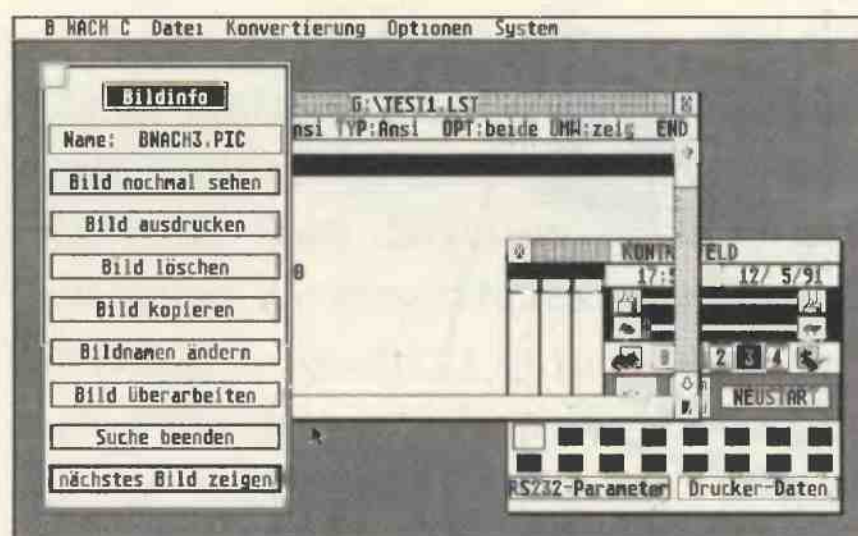 B NACH C Datei Konvertierung Optionen System
Bildinfo
Name: BNACH3.PIC
Bild nochmal sehen
Bild ausdrucken
Bild löschen
Bild kopieren
Bildnamen ändern
Bild überarbeiten
Suche beenden
nächstes Bild zeigen
G:\TEST1.LST
nsi TYP:Ansi OPT:beide UMW:zeig END
0
KONTR ELD
17:5 12/ 5/91
0 2 3 4
NEUSTART
RS232-Parameter Drucker-Daten